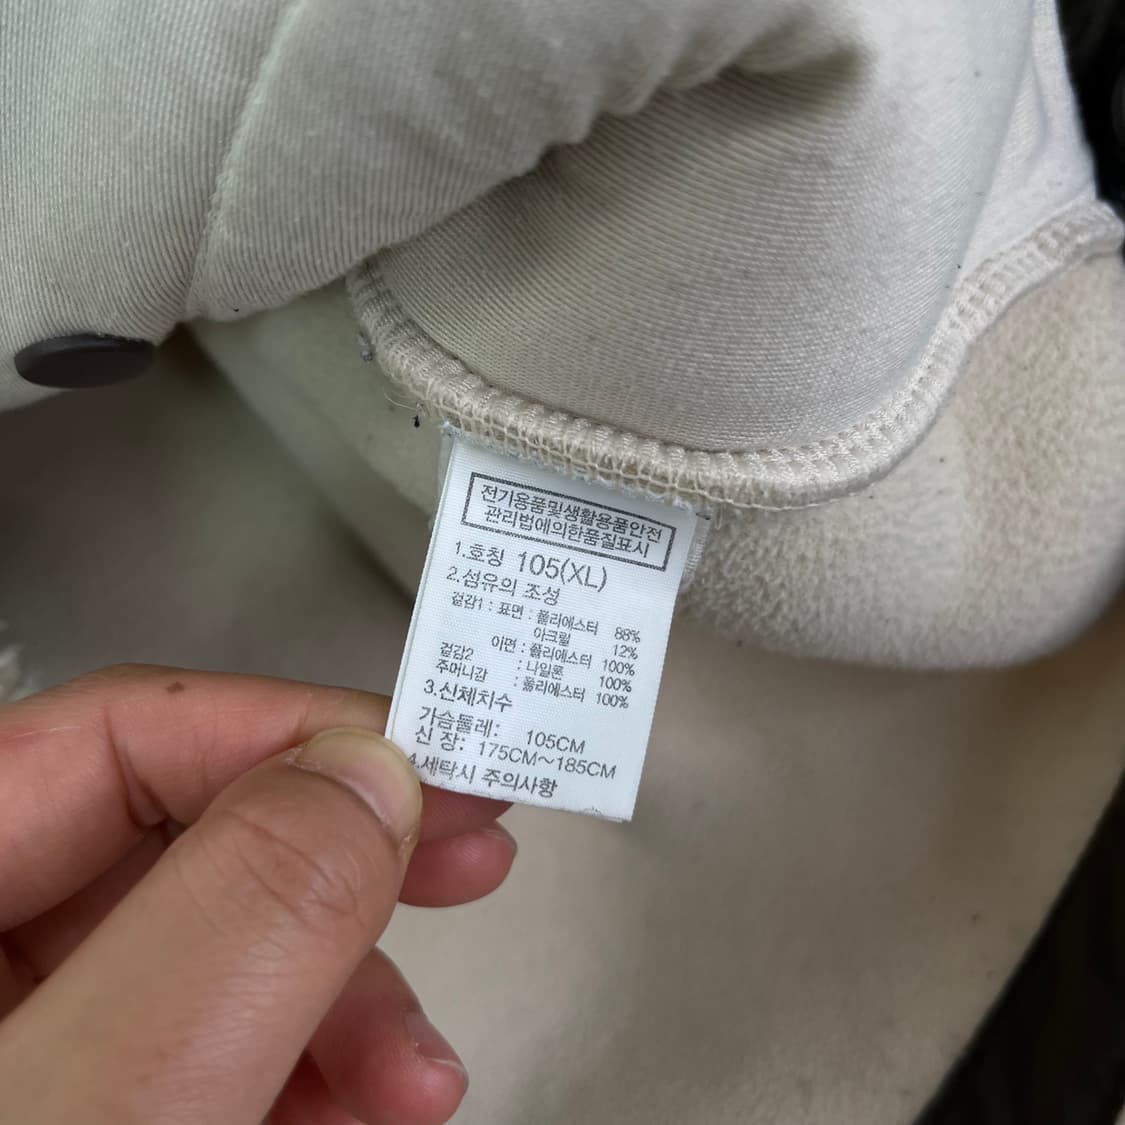 전기용품및생활용품안전
관리법에의한품질표시
1.호칭 105(XL)
2.섬유의 조성
겉감1 : 표면 : 폴리에스터 88%
아크릴 12%
이면 : 폴리에스터 100%
겉감2 : 나일론 100%
주머니감 : 폴리에스터 100%
3.신체치수
가슴둘레: 105CM
신 장: 175CM~185CM
4.세탁시 주의사항